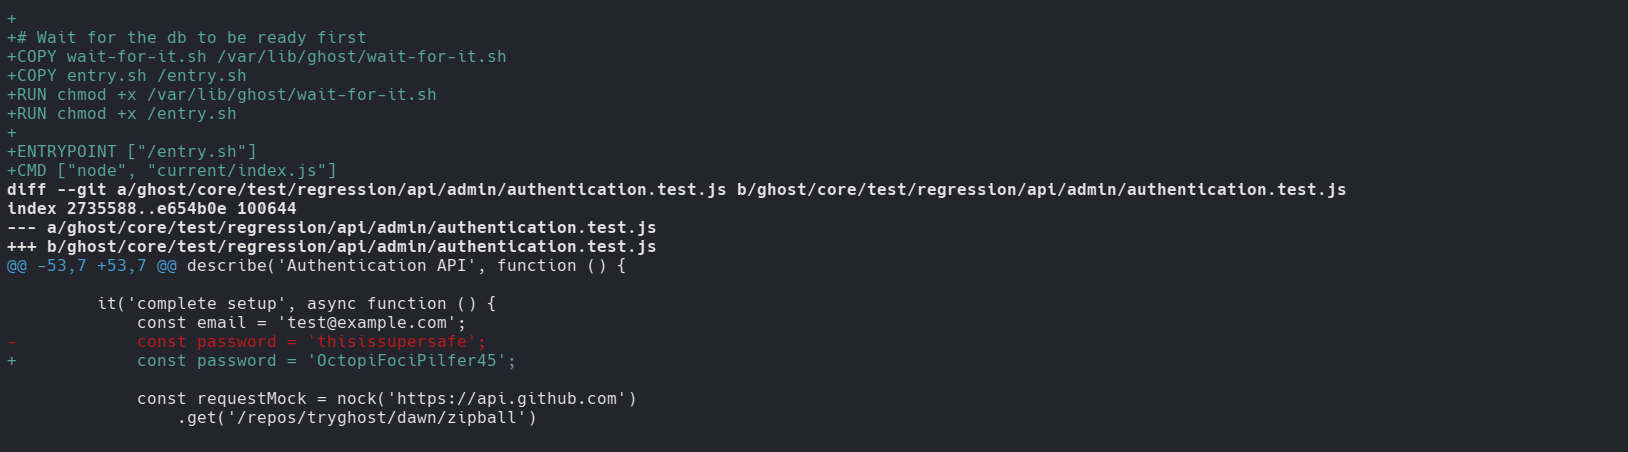 +
+# Wait for the db to be ready first
+COPY wait-for-it.sh /var/lib/ghost/wait-for-it.sh
+COPY entry.sh /entry.sh
+RUN chmod +x /var/lib/ghost/wait-for-it.sh
+RUN chmod +x /entry.sh
+
+ENTRYPOINT ["/entry.sh"]
+CMD ["node", "current/index.js"]
diff --git a/ghost/core/test/regression/api/admin/authentication.test.js b/ghost/core/test/regression/api/admin/authentication.test.js
index 2735588..e654b0e 100644
--- a/ghost/core/test/regression/api/admin/authentication.test.js
+++ b/ghost/core/test/regression/api/admin/authentication.test.js
@@ -53,7 +53,7 @@ describe('Authentication API', function () {
         it('complete setup', async function () {
             const email = 'test@example.com';
-            const password = 'thisissupersafe';
+            const password = 'OctopiFociPilfer45';
             const requestMock = nock('https://api.github.com')
                 .get('/repos/tryghost/dawn/zipball')